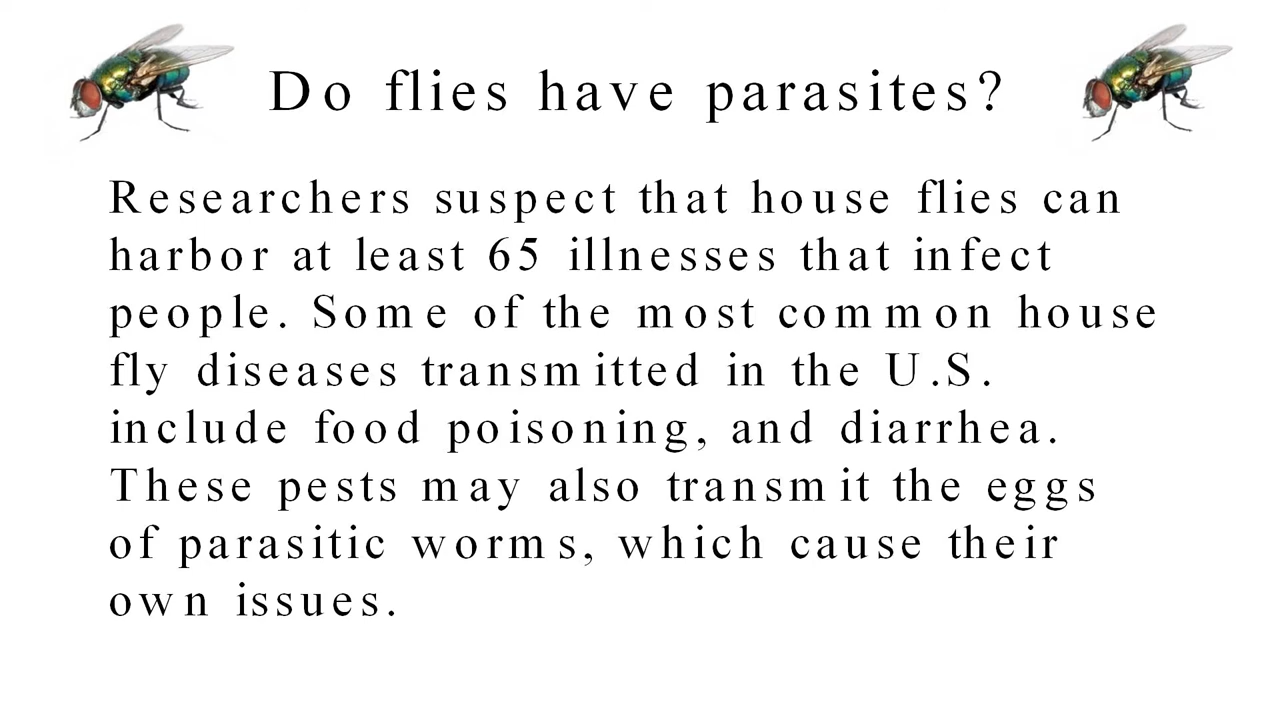 Do flies have parasites?
Researchers suspect that house flies can
harbor at least 65 illnesses that infect
people. Some of the most common house
fly diseases transmitted in the U.S.
include food poisoning, and diarrhea.
These pests may also transmit the eggs
of parasitic worms, which cause their
own issues.